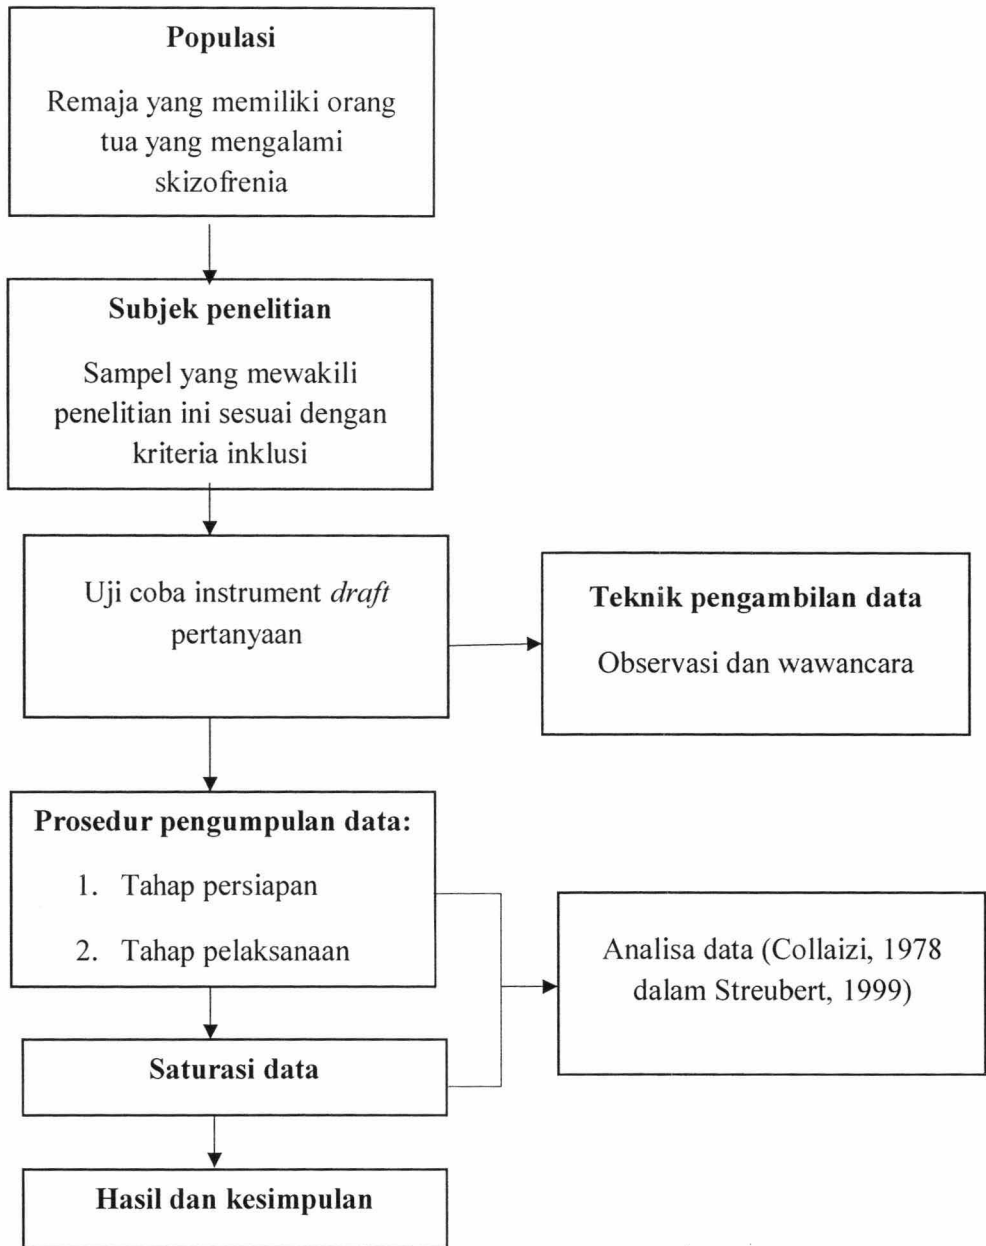 Populasi
Remaja yang memiliki orang
tua yang mengalami
skizofrenia
Subjek penelitian
Sampel yang mewakili
penelitian ini sesuai dengan
kriteria inklusi
Uji coba instrument draft
pertanyaan
Teknik pengambilan data
Observasi dan wawancara
Prosedur pengumpulan data:
1. Tahap persiapan
2. Tahap pelaksanaan
Analisa data (Collaizi, 1978
dalam Streubert, 1999)
Saturasi data
Hasil dan kesimpulan